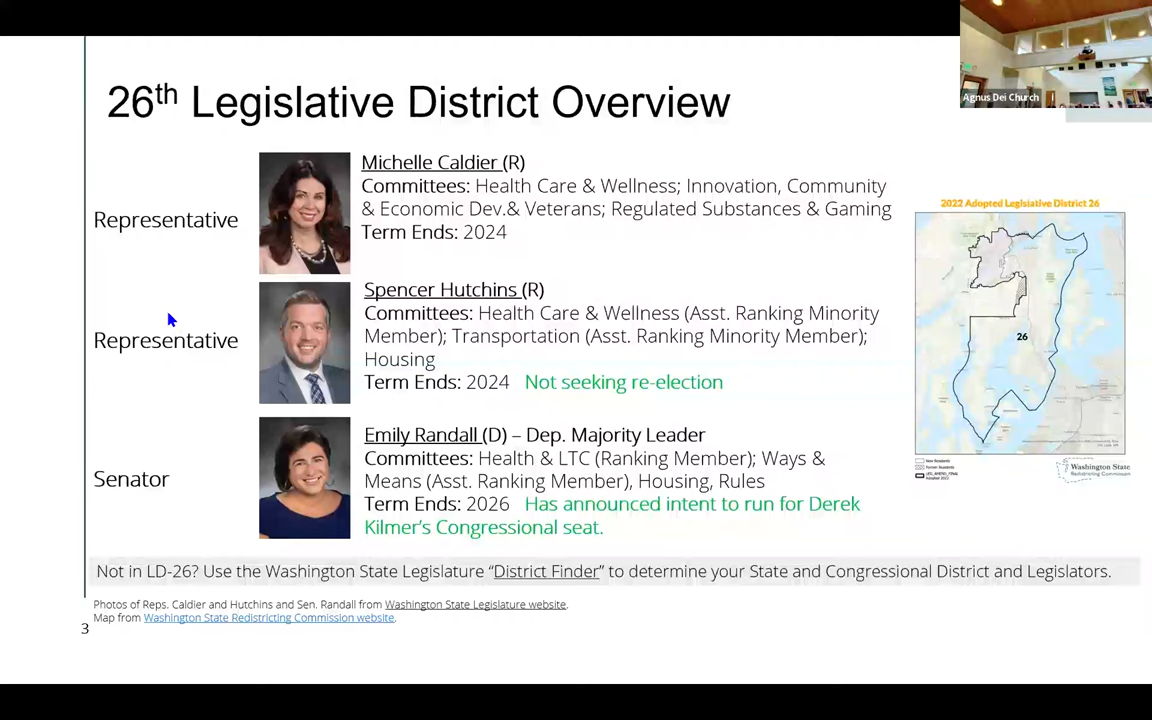 Agnus Dei Church
26th Legislative District Overview
Representative
Michelle Caldier (R)
Committees: Health Care & Wellness; Innovation, Community
& Economic Dev.& Veterans; Regulated Substances & Gaming
Term Ends: 2024
Representative
Spencer Hutchins (R)
Committees: Health Care & Wellness (Asst. Ranking Minority
Member); Transportation (Asst. Ranking Minority Member);
Housing
Term Ends: 2024 Not seeking re-election
Senator
Emily Randall (D) – Dep. Majority Leader
Committees: Health & LTC (Ranking Member); Ways &
Means (Asst. Ranking Member), Housing, Rules
Term Ends: 2026 Has announced intent to run for Derek
Kilmer’s Congressional seat.
2022 Adopted Legislative District 26
26
Washington State
Redistricting Commission
Not in LD-26? Use the Washington State Legislature “District Finder” to determine your State and Congressional District and Legislators.
Photos of Reps. Caldier and Hutchins and Sen. Randall from Washington State Legislature website.
Map from Washington State Redistricting Commission website.
3